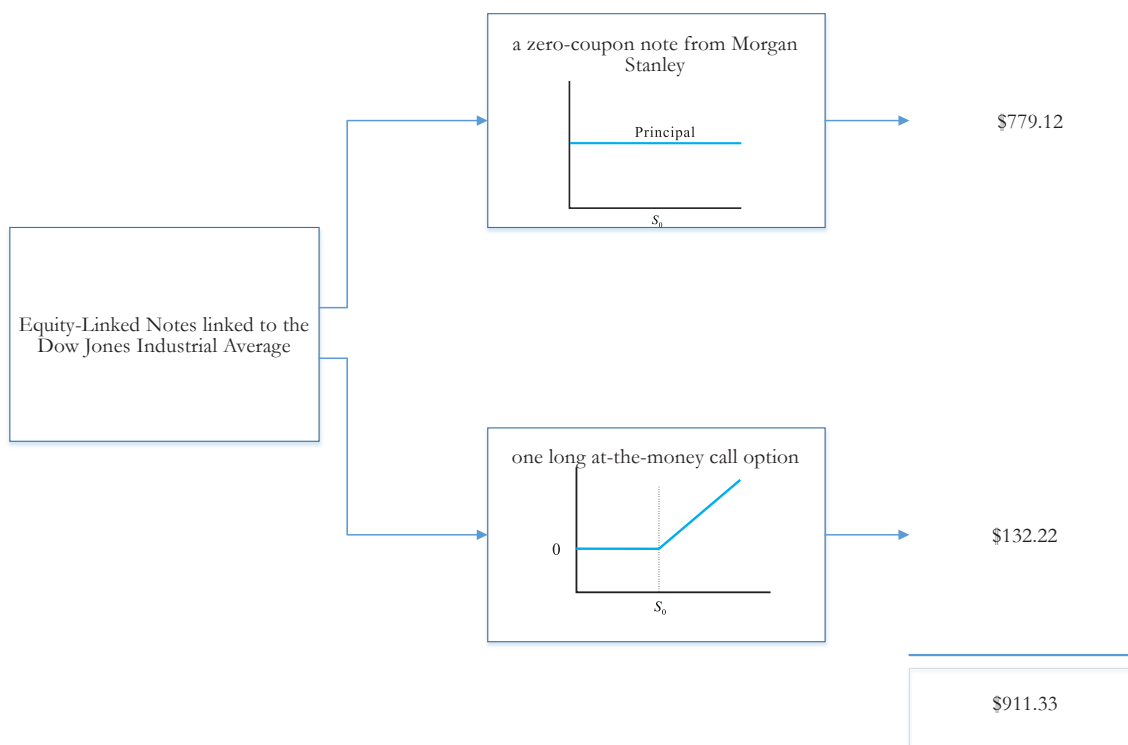 a zero-coupon note from Morgan
Stanley
Principal
S₀
$779.12
Equity-Linked Notes linked to the
Dow Jones Industrial Average
one long at-the-money call option
0
S₀
$132.22
$911.33